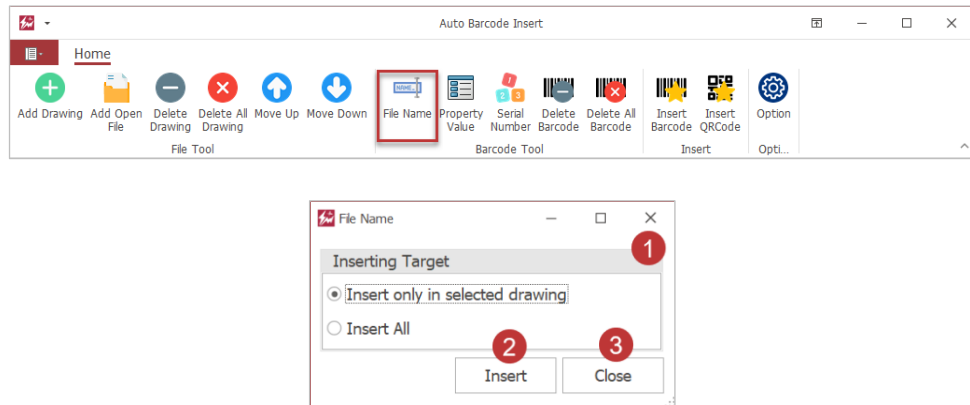 Auto Barcode Insert
Home
Add Drawing Add Open File Delete Drawing Delete All Drawing Move Up Move Down File Name Property Value Serial Number Delete Barcode Delete All Barcode Insert Barcode Insert QRCode Option
File Tool Barcode Tool Insert Opti...
File Name
1
Inserting Target
Insert only in selected drawing
Insert All
2 3
Insert Close